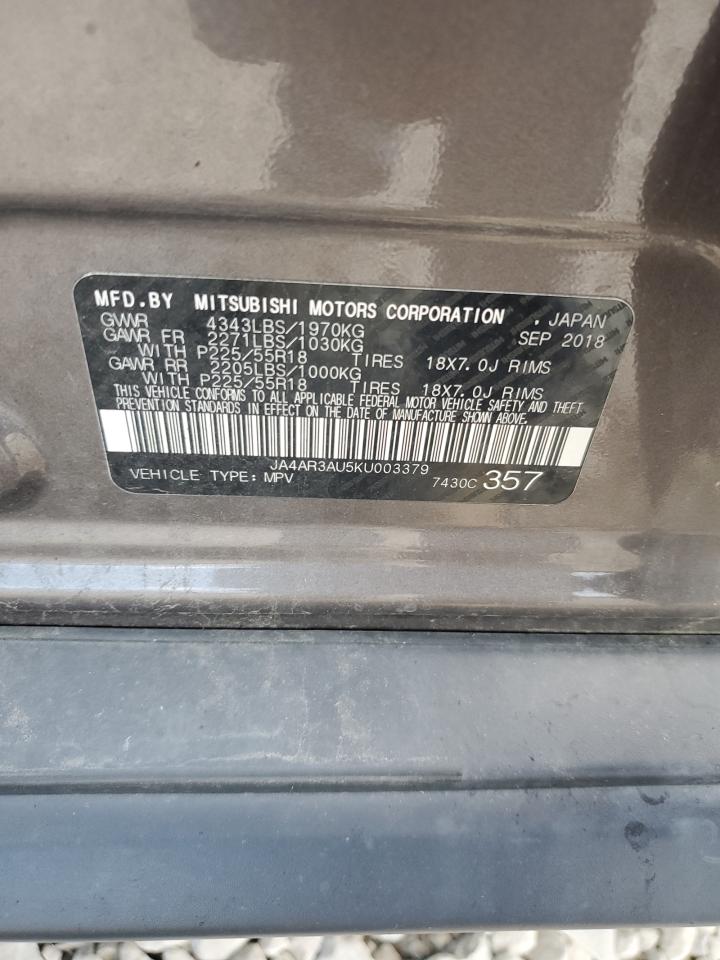 MFD.BY MITSUBISHI MOTORS CORPORATION , JAPAN
GVWR 4343LBS/1970KG SEP 2018
GAWR FR 2271LBS/1030KG
WITH P225/55R18 TIRES 18X7.0J RIMS
GAWR RR 2205LBS/1000KG
WITH P225/55R18 TIRES 18X7.0J RIMS
THIS VEHICLE CONFORMS TO ALL APPLICABLE FEDERAL MOTOR VEHICLE SAFETY AND THEFT
PREVENTION STANDARDS IN EFFECT ON THE DATE OF MANUFACTURE SHOWN ABOVE.
JA4AR3AU5KU003379
VEHICLE TYPE: MPV 7430C 357